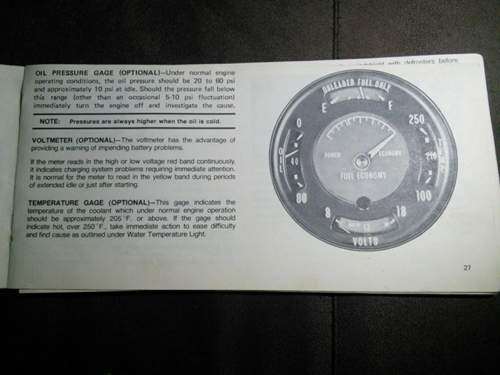 with defrosters before
OIL PRESSURE GAGE (OPTIONAL)—Under normal engine
operating conditions, the oil pressure should be 20 to 60 psi
and approximately 10 psi at idle. Should the pressure fall below
this range (other than an occasional 5-10 psi fluctuation)
immediately turn the engine off and investigate the cause.
NOTE: Pressures are always higher when the oil is cold.
VOLTMETER (OPTIONAL)—The voltmeter has the advantage of
providing a warning of impending battery problems.
If the meter reads in the high or low voltage red band continuously,
it indicates charging system problems requiring immediate attention.
It is normal for the meter to read in the yellow band during periods
of extended idle or just after starting.
TEMPERATURE GAGE (OPTIONAL)—This gage indicates the
temperature of the coolant which under normal engine operation
should be approximately 205°F. or above. If the gage should
indicate hot, over 250°F., take immediate action to ease difficulty
and find cause as outlined under Water Temperature Light.
UNLEADED FUEL ONLY
E F
0 250
POWER ECONOMY
FUEL ECONOMY
210
80 100
8 18
13
VOLTS
27